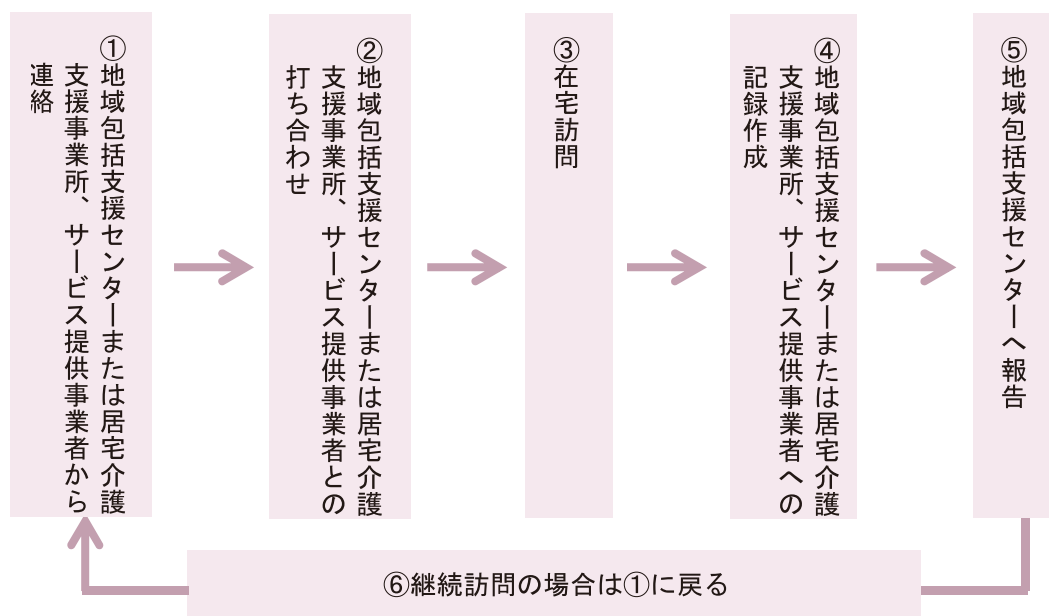 ①地域包括支援センターまたは居宅介護
支援事業所、サービス提供事業者から
連絡
②地域包括支援センターまたは居宅介護
支援事業所、サービス提供事業者との
打ち合わせ
③在宅訪問
④地域包括支援センターまたは居宅介護
支援事業所、サービス提供事業者への
記録作成
⑤地域包括支援センターへ報告
⑥継続訪問の場合は①に戻る